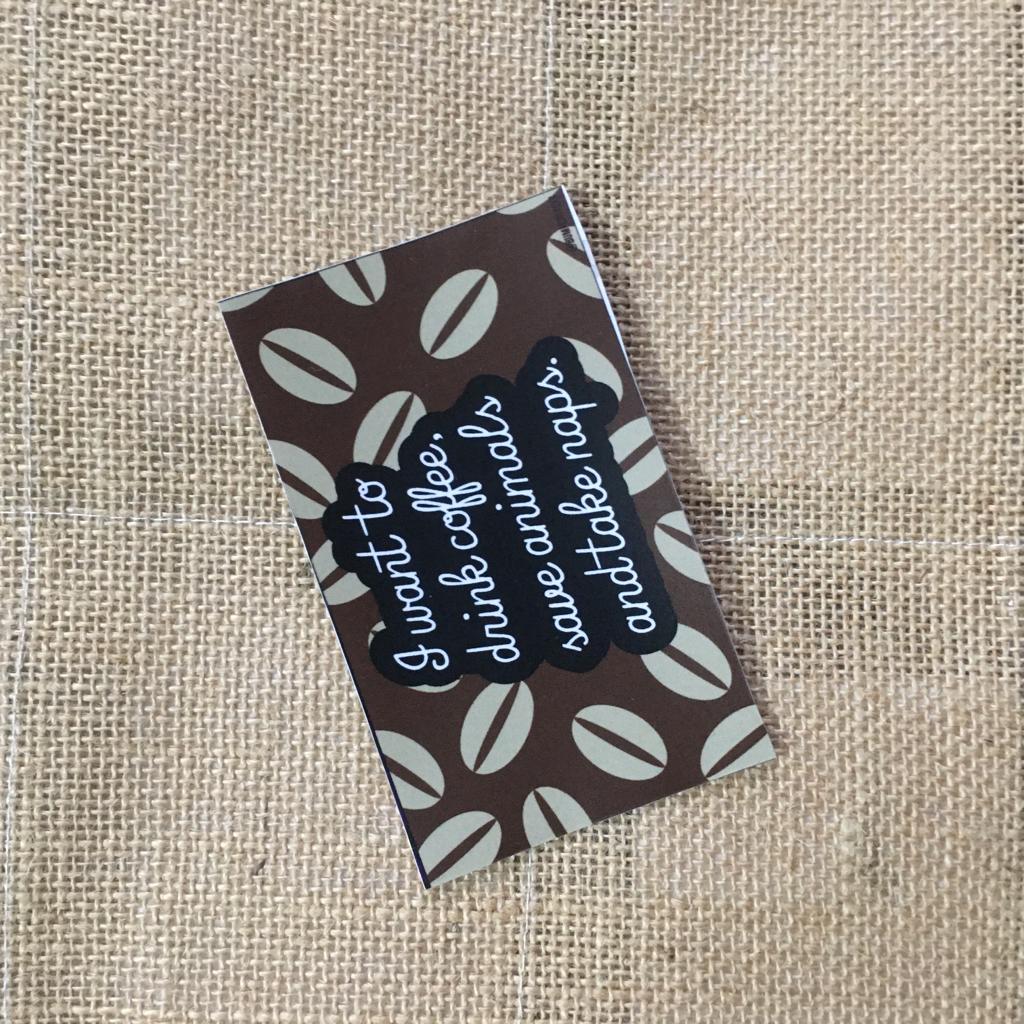 I want to
drink coffee,
save animals
and take naps.